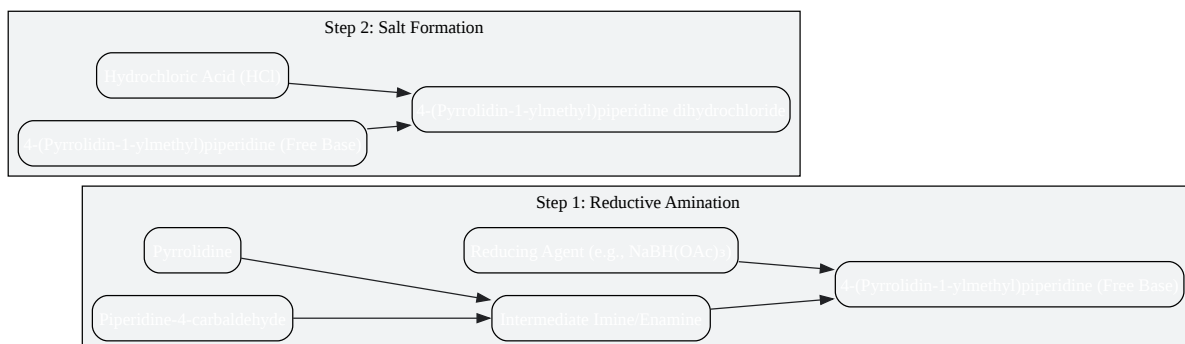 Step 2: Salt Formation
Hydrochloric Acid (HCl)
4-(Pyrrolidin-1-ylmethyl)piperidine dihydrochloride
4-(Pyrrolidin-1-ylmethyl)piperidine (Free Base)
Step 1: Reductive Amination
Pyrrolidine
Reducing Agent (e.g., NaBH(OAc)₃)
4-(Pyrrolidin-1-ylmethyl)piperidine (Free Base)
Piperidine-4-carbaldehyde
Intermediate Imine/Enamine